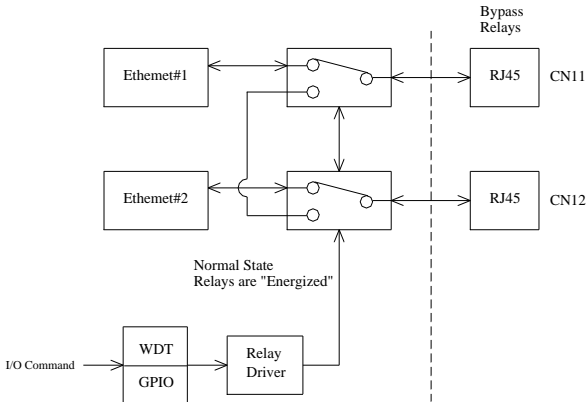 Bypass
Relays
Ethemet#1
RJ45
CN11
Ethemet#2
RJ45
CN12
Normal State
Relays are "Energized"
I/O Command
WDT
GPIO
Relay
Driver